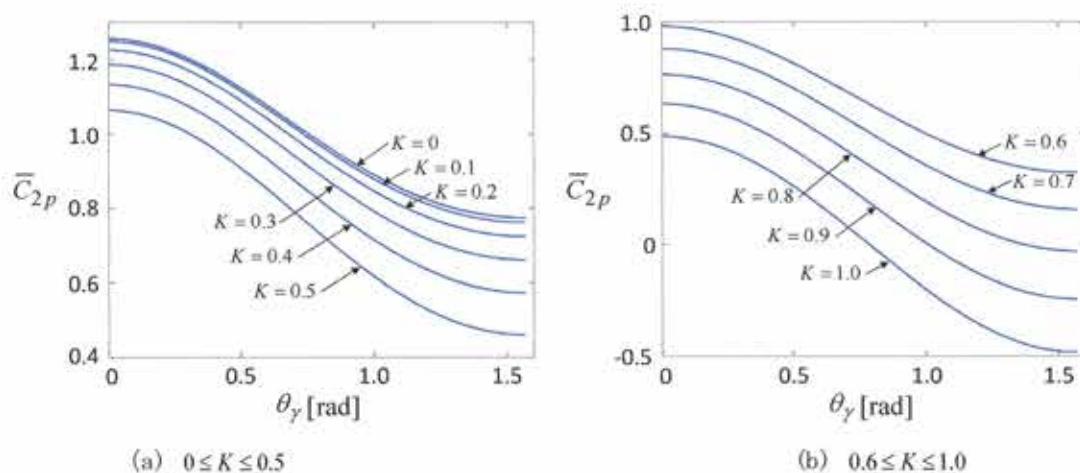 1.2
1.0
0.8
0.6
0.4
C̅₂ₚ
K = 0
K = 0.1
K = 0.2
K = 0.3
K = 0.4
K = 0.5
0 0.5 1.0 1.5
θᵧ [rad]
(a) 0 ≤ K ≤ 0.5
1.0
0.5
0
-0.5
C̅₂ₚ
K = 0.6
K = 0.7
K = 0.8
K = 0.9
K = 1.0
0 0.5 1.0 1.5
θᵧ [rad]
(b) 0.6 ≤ K ≤ 1.0